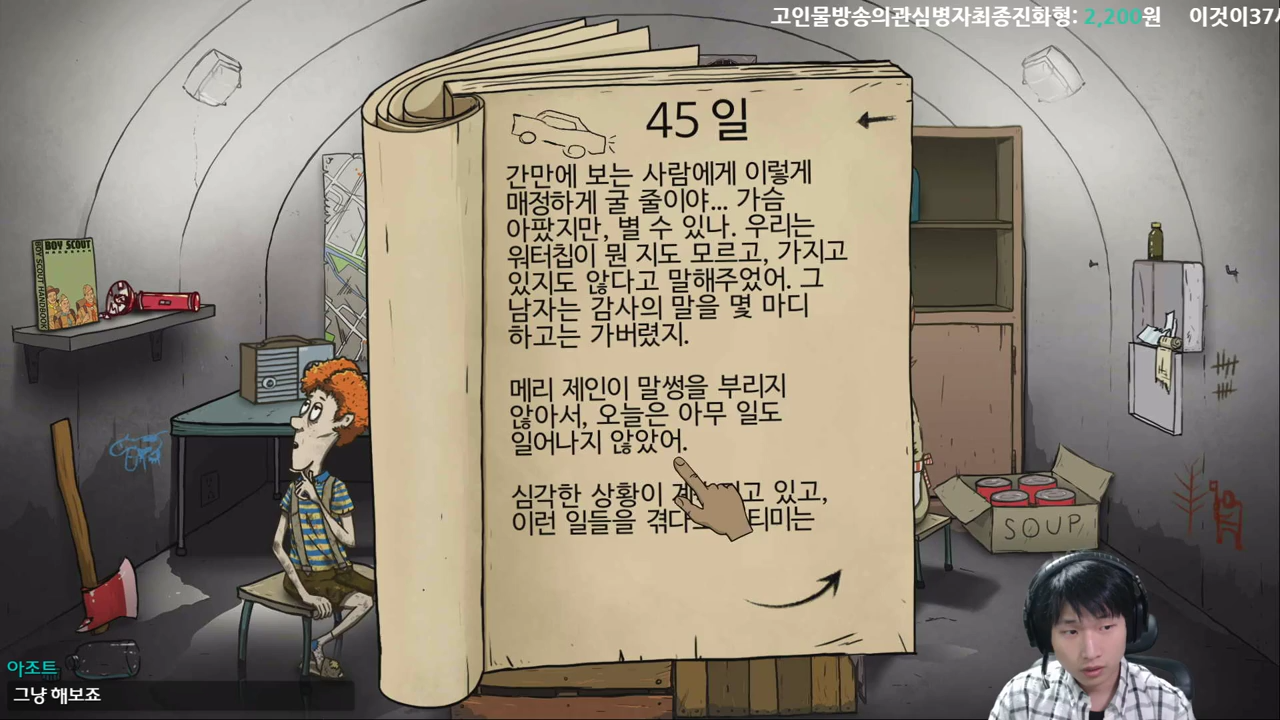 고인물방송의관심병자최종진화형: 2,200원 이것이37
45 일
간만에 보는 사람에게 이렇게
매정하게 굴 줄이야... 가슴
아팠지만, 별 수 있나. 우리는
워터칩이 뭔 지도 모르고, 가지고
있지도 않다고 말해주었어. 그
남자는 감사의 말을 몇 마디
하고는 가버렸지.
메리 제인이 말썽을 부리지
않아서, 오늘은 아무 일도
일어나지 않았어.
심각한 상황이 고 있고,
이런 일들을 티미는
BOY SCOUT
BOY SCOUT HANDBOOK
SOUP
아조트
그냥 해보죠